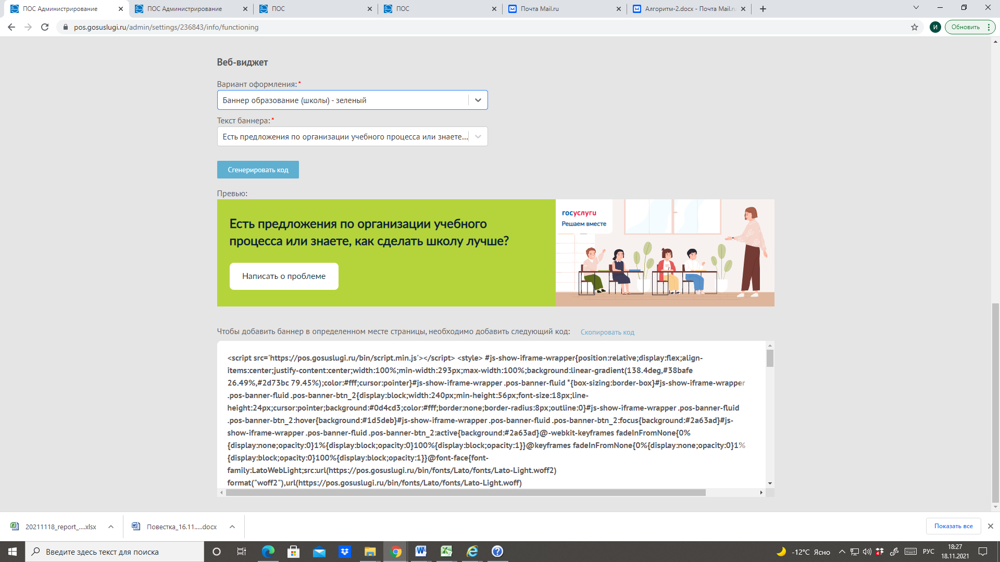 ПОС Администрирование
ПОС Администрирование
ПОС
ПОС
Почта Mail.ru
Алгоритм-2.docx - Почта Mail.ru
pos.gosuslugi.ru/admin/settings/236843/info/functioning
И
Обновить
Веб-виджет
Вариант оформления: *
Баннер образование (школы) - зеленый
Текст баннера: *
Есть предложения по организации учебного процесса или знаете...
Сгенерировать код
Превью:
Есть предложения по организации учебного
процесса или знаете, как сделать школу лучше?
Написать о проблеме
госуслуги
Решаем вместе
Чтобы добавить баннер в определенном месте страницы, необходимо добавить следующий код:
Скопировать код
<script src='https://pos.gosuslugi.ru/bin/script.min.js'></script> <style> #js-show-iframe-wrapper{position:relative;display:flex;align-
items:center;justify-content:center;width:100%;min-width:293px;max-width:100%;background:linear-gradient(138.4deg,#38bafe
26.49%,#2d73bc 79.45%);color:#fff;cursor:pointer}#js-show-iframe-wrapper .pos-banner-fluid *{box-sizing:border-box}#js-show-iframe-wrapper
.pos-banner-fluid .pos-banner-btn_2{display:block;width:240px;min-height:56px;font-size:18px;line-
height:24px;cursor:pointer;background:#0d4cd3;color:#fff;border:none;border-radius:8px;outline:0}#js-show-iframe-wrapper .pos-banner-fluid
.pos-banner-btn_2:hover{background:#1d5deb}#js-show-iframe-wrapper .pos-banner-fluid .pos-banner-btn_2:focus{background:#2a63ad}#js-
show-iframe-wrapper .pos-banner-fluid .pos-banner-btn_2:active{background:#2a63ad}@-webkit-keyframes fadeInFromNone{0%
{display:none;opacity:0}1%{display:block;opacity:0}100%{display:block;opacity:1}}@keyframes fadeInFromNone{0%{display:none;opacity:0}1%
{display:block;opacity:0}100%{display:block;opacity:1}}@font-face{font-
family:LatoWebLight;src:url(https://pos.gosuslugi.ru/bin/fonts/Lato/fonts/Lato-Light.woff2)
format("woff2"),url(https://pos.gosuslugi.ru/bin/fonts/Lato/fonts/Lato-Light.woff)
20211118_report_....xlsx
Повестка_16.11.....docx
Показать все
Введите здесь текст для поиска
-12°C Ясно
4
РУС
18:27
18.11.2021